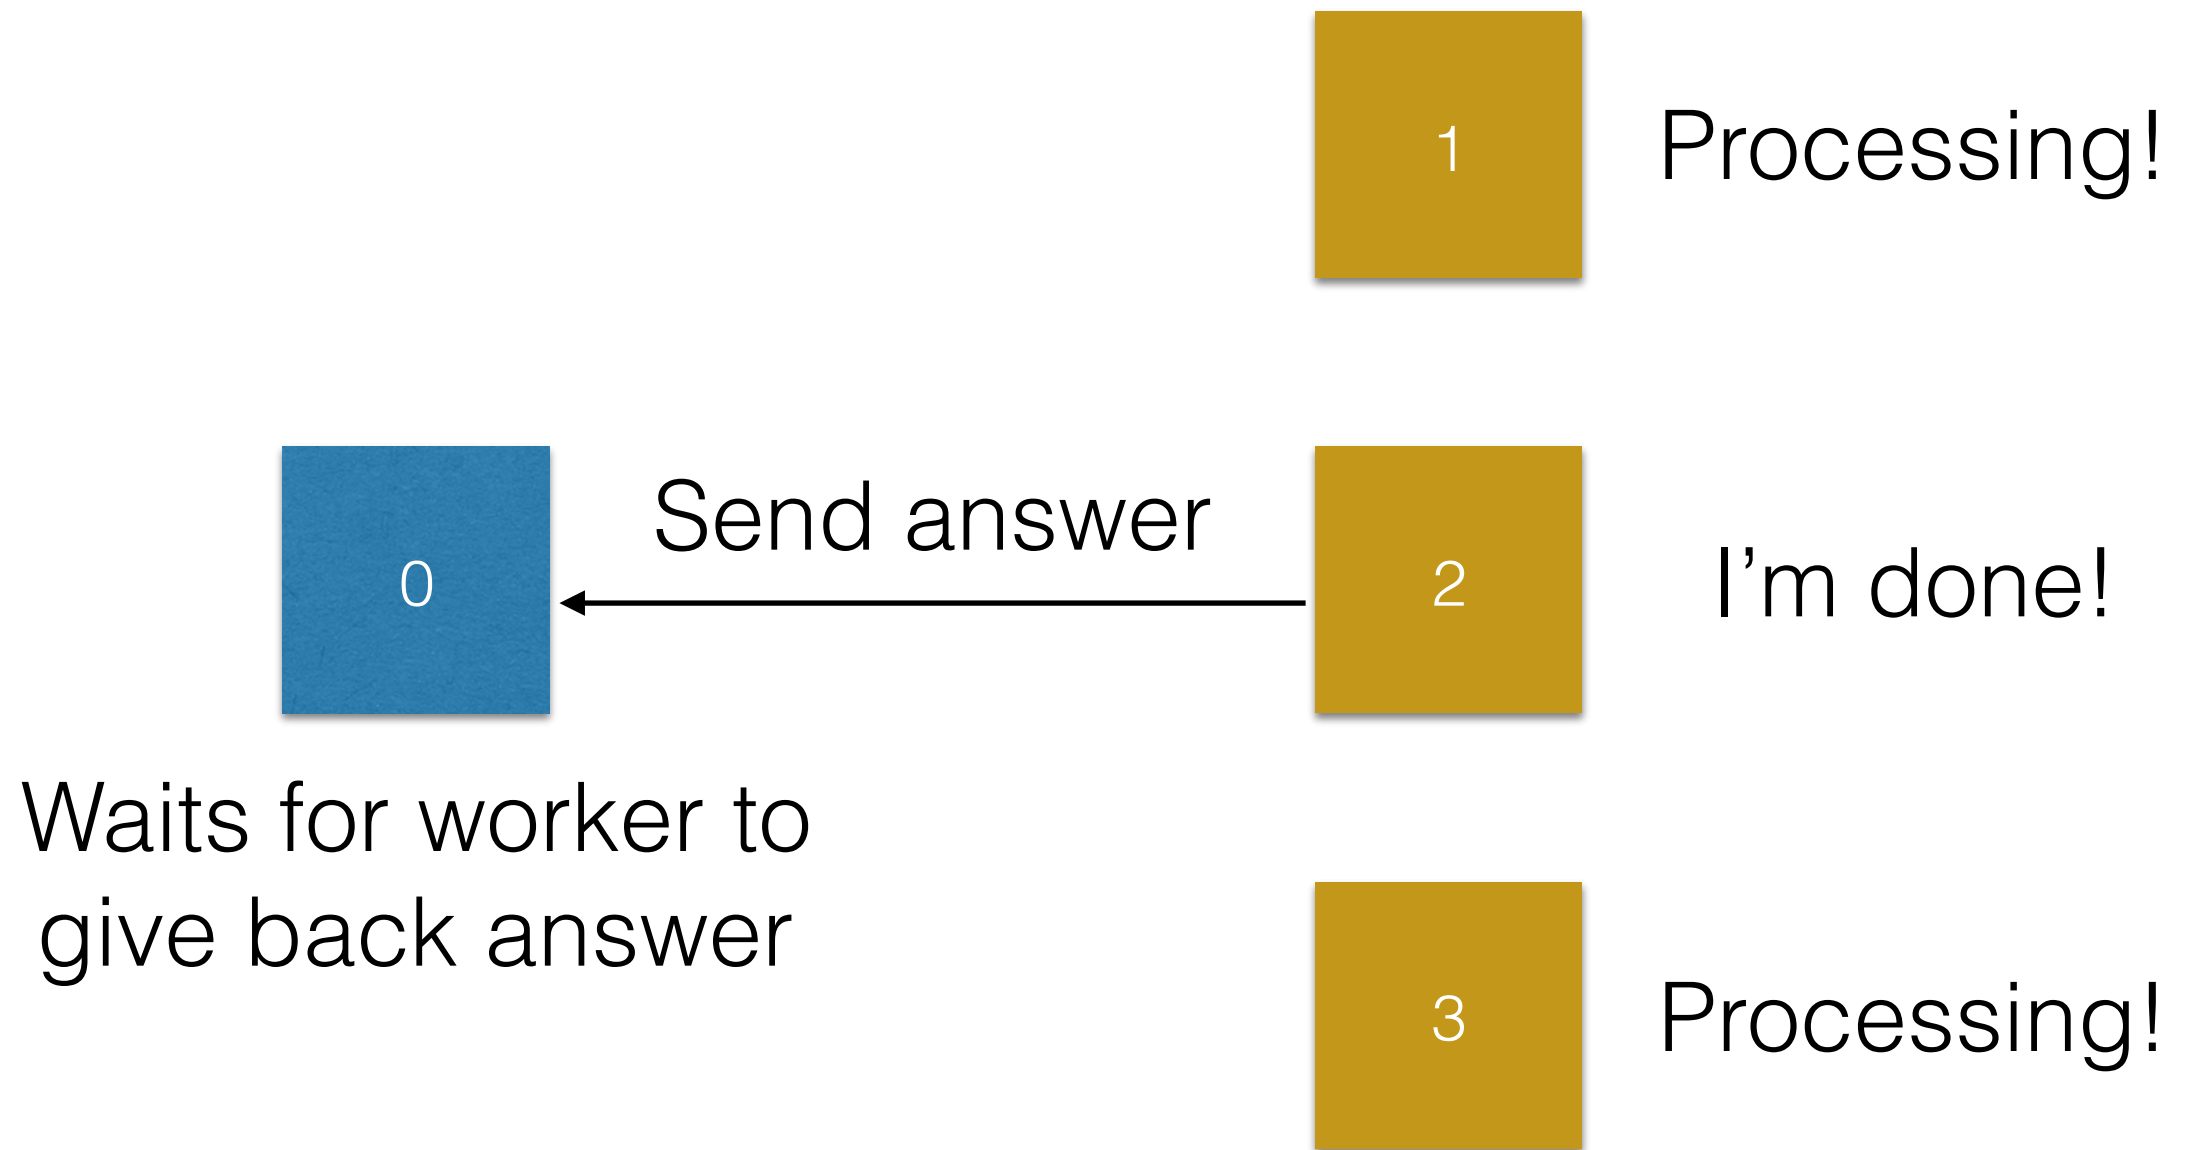 1
Processing!
Send answer
0
2
I’m done!
Waits for worker to
give back answer
3
Processing!